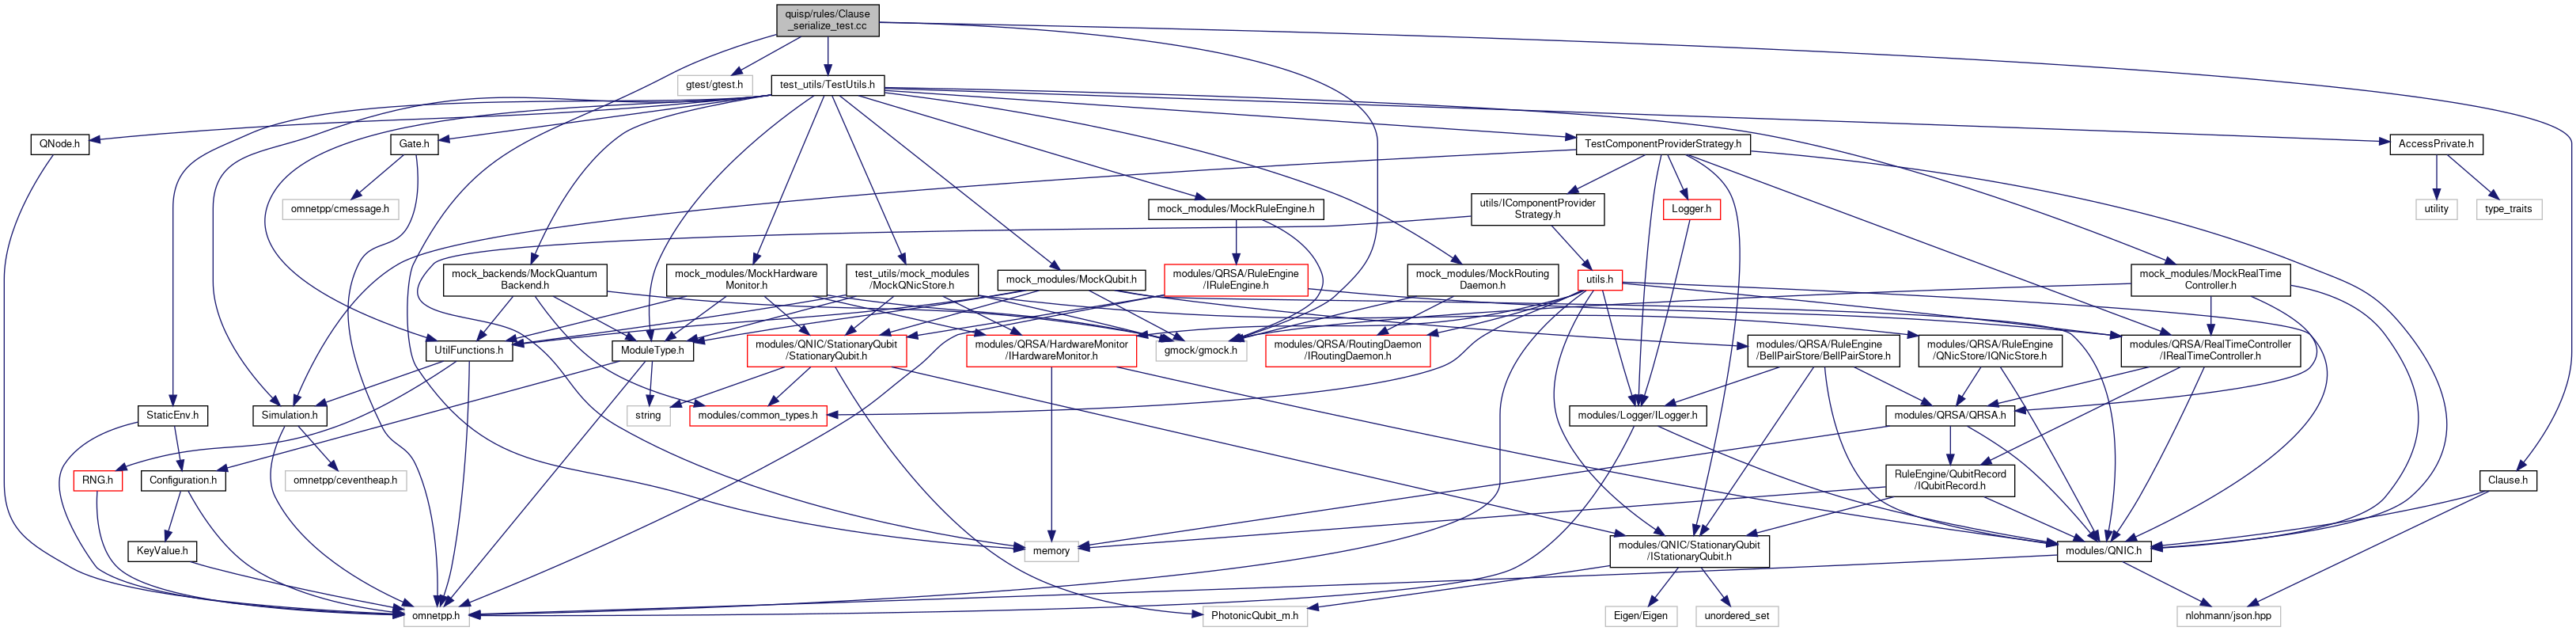 quisp/rules/Clause
_serialize_test.cc
gtest/gtest.h
test_utils/TestUtils.h
QNode.h
Gate.h
TestComponentProviderStrategy.h
AccessPrivate.h
omnetpp/cmessage.h
mock_modules/MockRuleEngine.h
utils/IComponentProvider
Strategy.h
Logger.h
utility
type_traits
mock_backends/MockQuantum
Backend.h
mock_modules/MockHardware
Monitor.h
test_utils/mock_modules
/MockQNicStore.h
mock_modules/MockQubit.h
modules/QRSA/RuleEngine
/IRuleEngine.h
mock_modules/MockRouting
Daemon.h
utils.h
mock_modules/MockRealTime
Controller.h
UtilFunctions.h
ModuleType.h
modules/QNIC/StationaryQubit
/StationaryQubit.h
modules/QRSA/HardwareMonitor
/IHardwareMonitor.h
gmock/gmock.h
modules/QRSA/RoutingDaemon
/IRoutingDaemon.h
modules/QRSA/RuleEngine
/BellPairStore/BellPairStore.h
modules/QRSA/RuleEngine
/QNicStore/IQNicStore.h
modules/QRSA/RealTimeController
/IRealTimeController.h
StaticEnv.h
Simulation.h
string
modules/common_types.h
modules/Logger/ILogger.h
modules/QRSA/QRSA.h
RNG.h
Configuration.h
omnetpp/ceventheap.h
RuleEngine/QubitRecord
/IQubitRecord.h
Clause.h
KeyValue.h
memory
modules/QNIC/StationaryQubit
/IStationaryQubit.h
modules/QNIC.h
omnetpp.h
PhotonicQubit_m.h
Eigen/Eigen
unordered_set
nlohmann/json.hpp